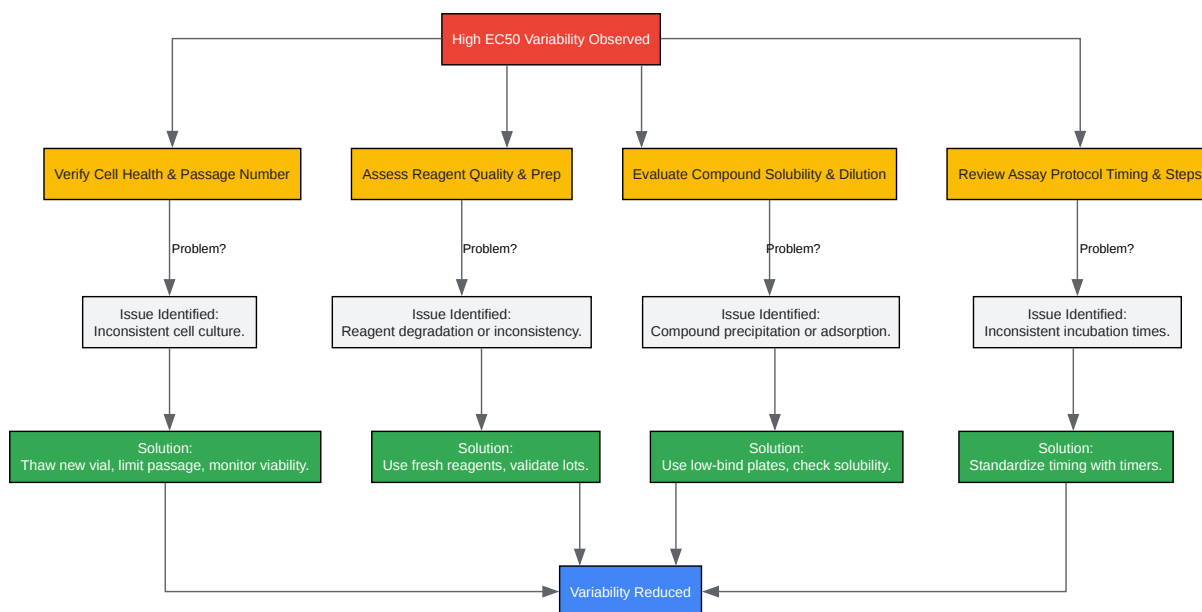 High EC50 Variability Observed
Verify Cell Health & Passage Number
Assess Reagent Quality & Prep
Evaluate Compound Solubility & Dilution
Review Assay Protocol Timing & Steps
Problem?
Problem?
Problem?
Problem?
Issue Identified:
Inconsistent cell culture.
Issue Identified:
Reagent degradation or inconsistency.
Issue Identified:
Compound precipitation or adsorption.
Issue Identified:
Inconsistent incubation times.
Solution:
Thaw new vial, limit passage, monitor viability.
Solution:
Use fresh reagents, validate lots.
Solution:
Use low-bind plates, check solubility.
Solution:
Standardize timing with timers.
Variability Reduced